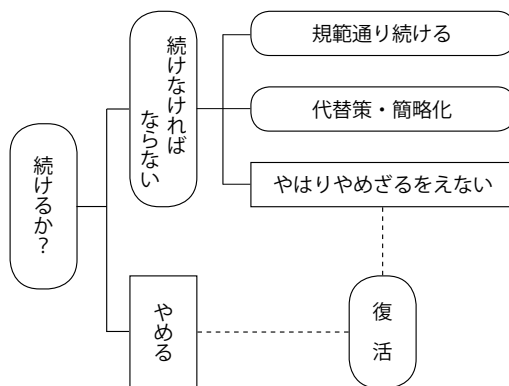 続けるか？
続けなければ
ならない
規範通り続ける
代替策・簡略化
やはりやめざるをえない
やめる
復活